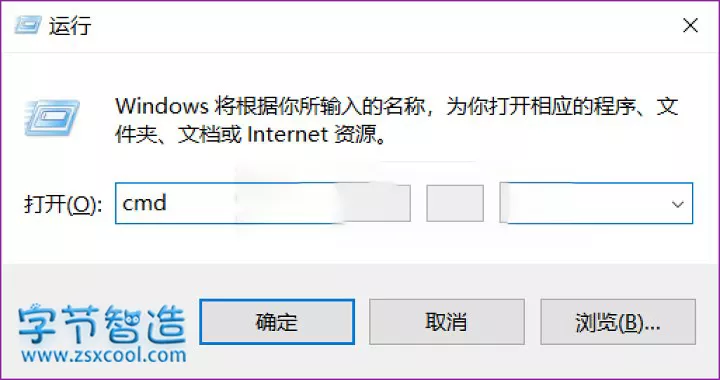 运行
Windows 将根据你所输入的名称，为你打开相应的程序、文
件夹、文档或 Internet 资源。
打开(O): cmd
确定 取消 浏览(B)...
字节智造
www.zsxcool.com